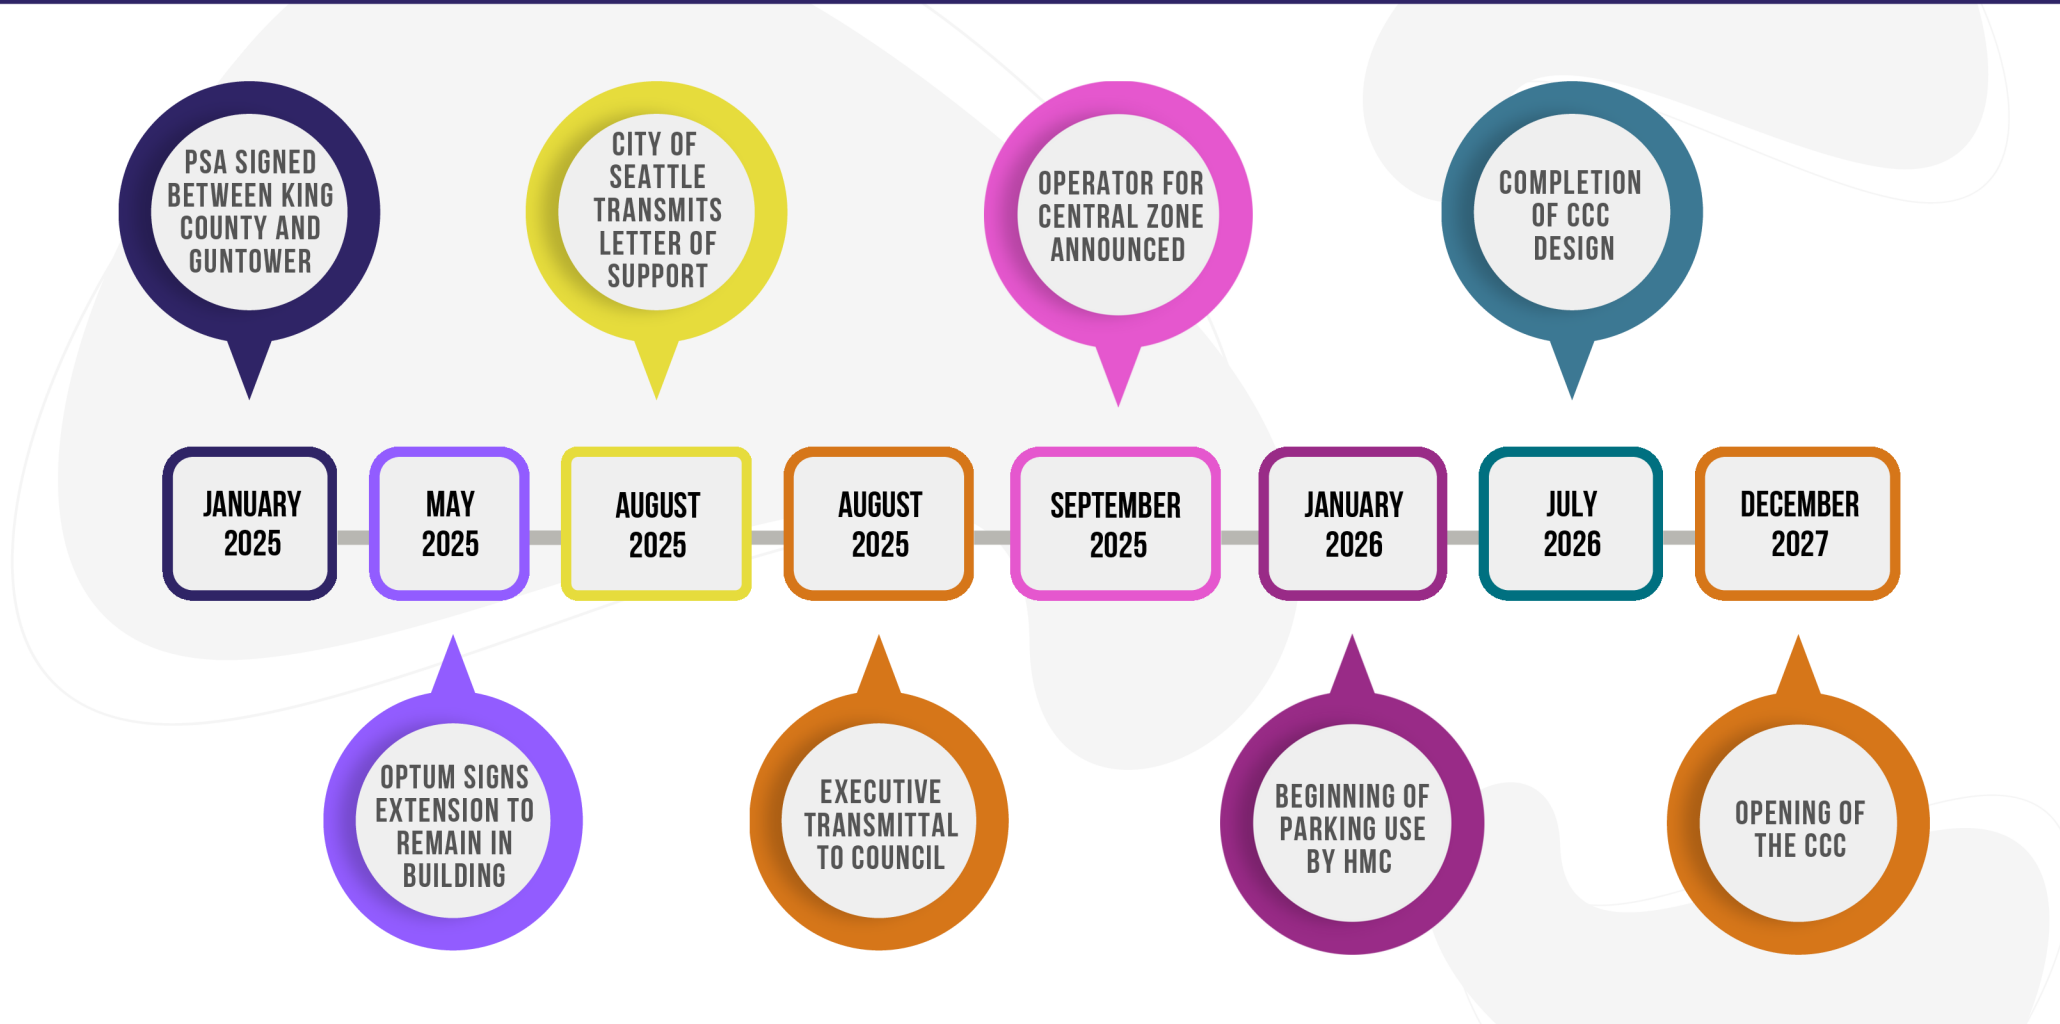 PSA SIGNED
BETWEEN KING
COUNTY AND
GUNTOWER
CITY OF
SEATTLE
TRANSMITS
LETTER OF
SUPPORT
OPERATOR FOR
CENTRAL ZONE
ANNOUNCED
COMPLETION
OF CCC
DESIGN
JANUARY
2025
MAY
2025
AUGUST
2025
AUGUST
2025
SEPTEMBER
2025
JANUARY
2026
JULY
2026
DECEMBER
2027
OPTUM SIGNS
EXTENSION TO
REMAIN IN
BUILDING
EXECUTIVE
TRANSMITTAL
TO COUNCIL
BEGINNING OF
PARKING USE
BY HMC
OPENING OF
THE CCC